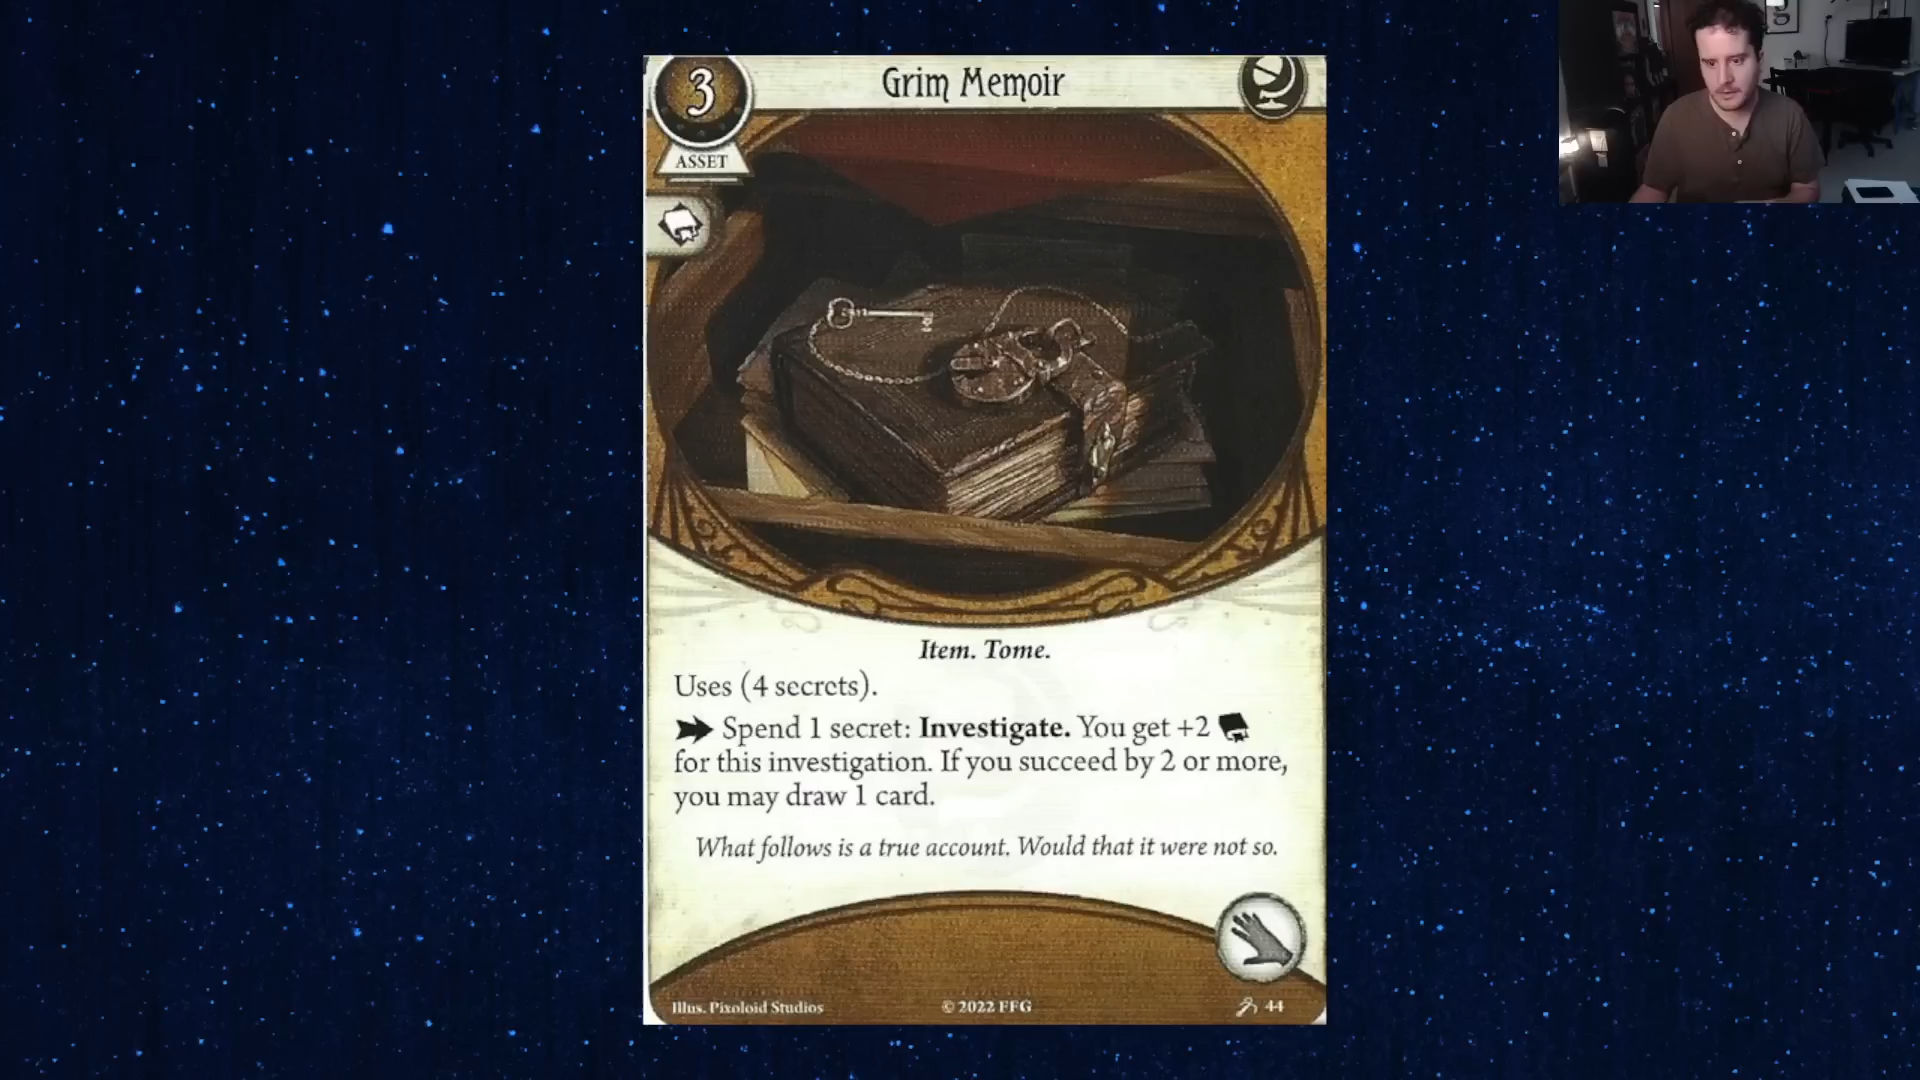 3
Grim Memoir
ASSET
Item. Tome.
Uses (4 secrets).
Spend 1 secret: Investigate. You get +2
for this investigation. If you succeed by 2 or more,
you may draw 1 card.
What follows is a true account. Would that it were not so.
Illus. Pixoloid Studios
© 2022 FFG
44